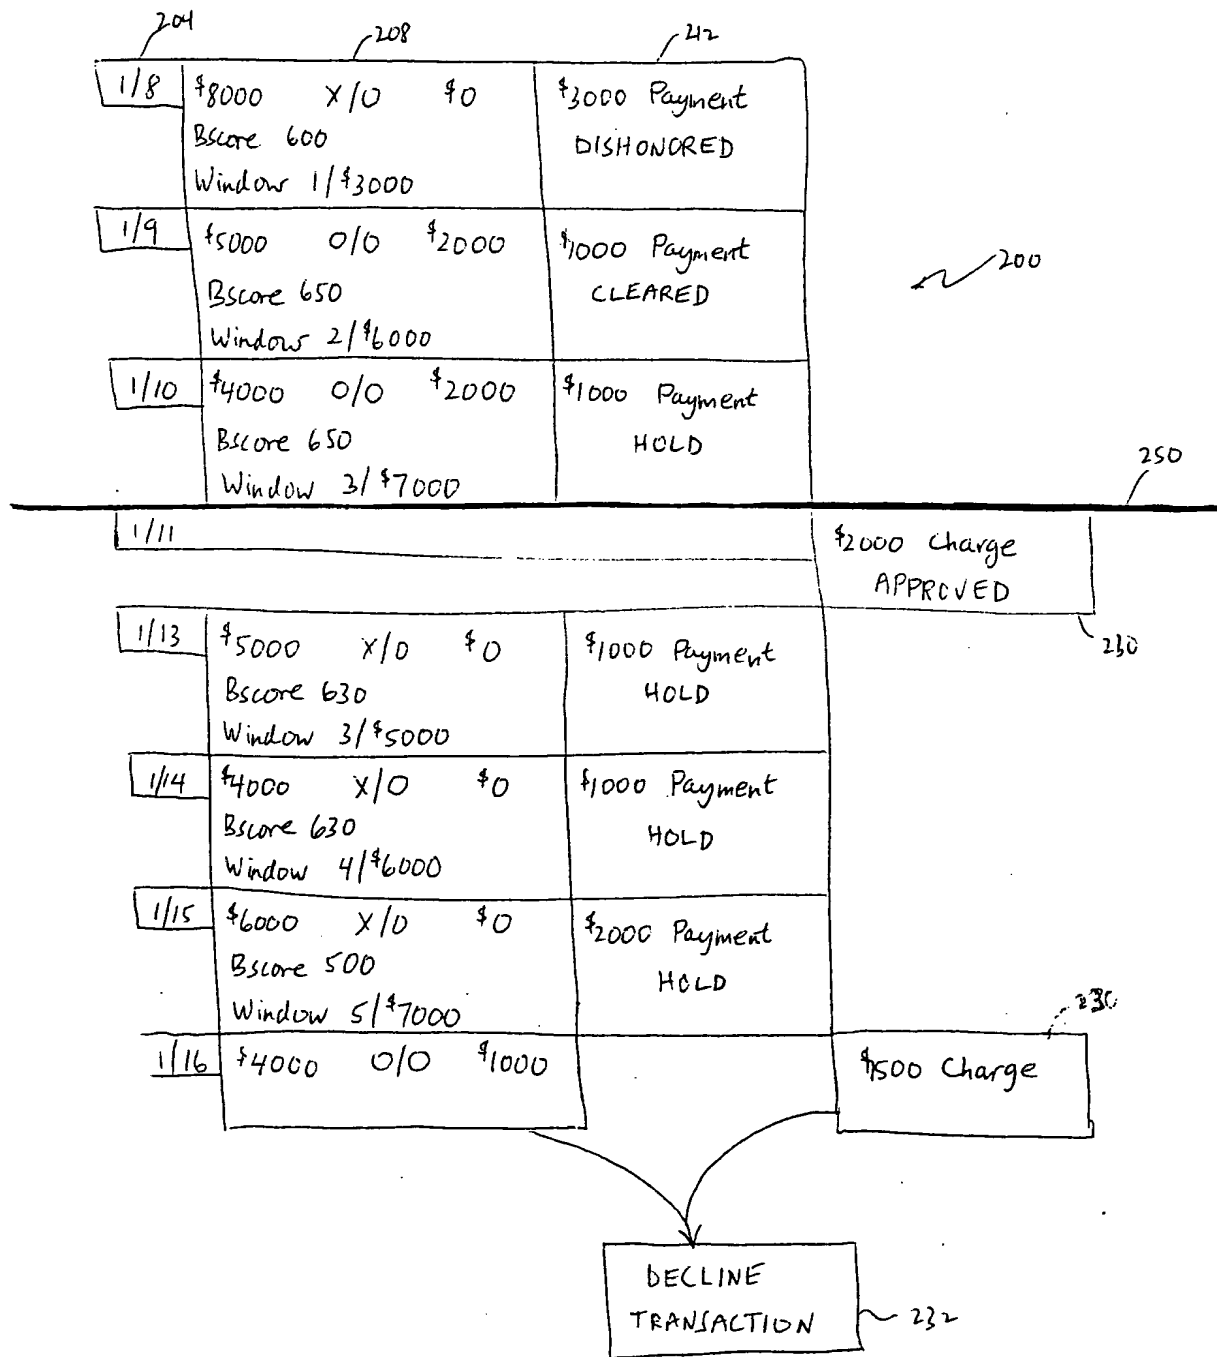 204 208 212
1/8 $8000 X/0 $0 $3000 Payment
Bscore 600 DISHONORED
Window 1/$3000
1/9 $5000 0/0 $2000 $1000 Payment
Bscore 650 CLEARED
Window 2/$6000
200
1/10 $4000 0/0 $2000 $1000 Payment
Bscore 650 HOLD
Window 3/$7000
250
1/11 $2000 Charge
APPROVED
230
1/13 $5000 X/0 $0 $1000 Payment
Bscore 630 HOLD
Window 3/$5000
1/14 $4000 X/0 $0 $1000 Payment
Bscore 630 HOLD
Window 4/$6000
1/15 $6000 X/0 $0 $2000 Payment
Bscore 500 HOLD
Window 5/$7000
230
1/16 $4000 0/0 $1000 $1500 Charge
DECLINE
TRANSACTION 232